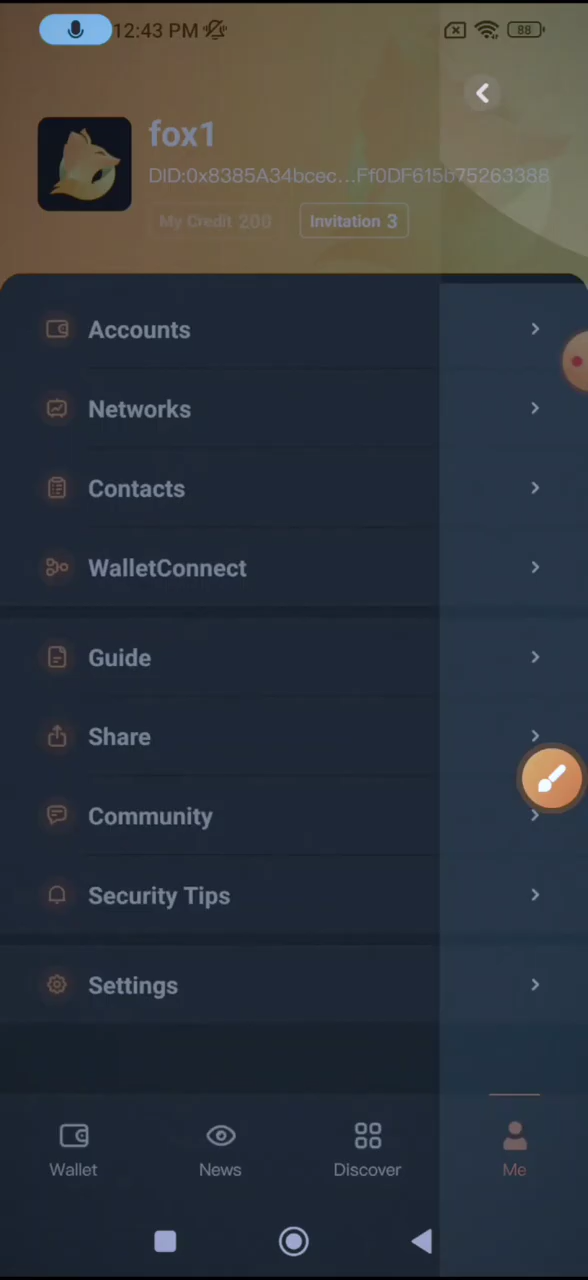 12:43 PM
88
fox1
DID:0x8385A34bcec...Ff0DF615b75263388
My Credit 200
Invitation 3
Accounts
Networks
Contacts
WalletConnect
Guide
Share
Community
Security Tips
Settings
Wallet
News
Discover
Me